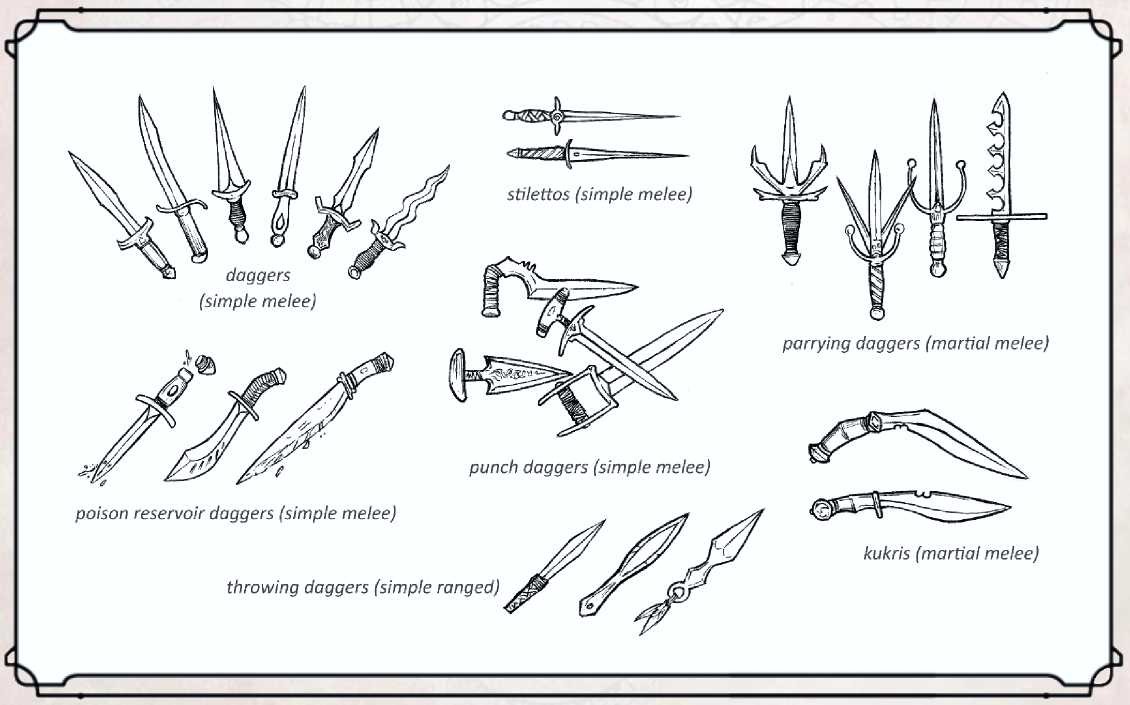 stilettos (simple melee)
daggers
(simple melee)
parrying daggers (martial melee)
punch daggers (simple melee)
poison reservoir daggers (simple melee)
kukris (martial melee)
throwing daggers (simple ranged)